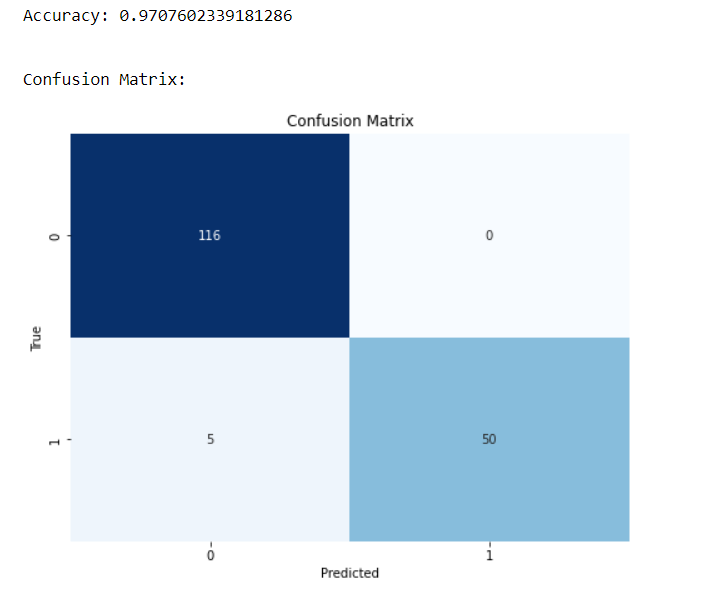 Accuracy: 0.9707602339181286
Confusion Matrix:
Confusion Matrix
0
116
0
True
1
5
50
0
1
Predicted